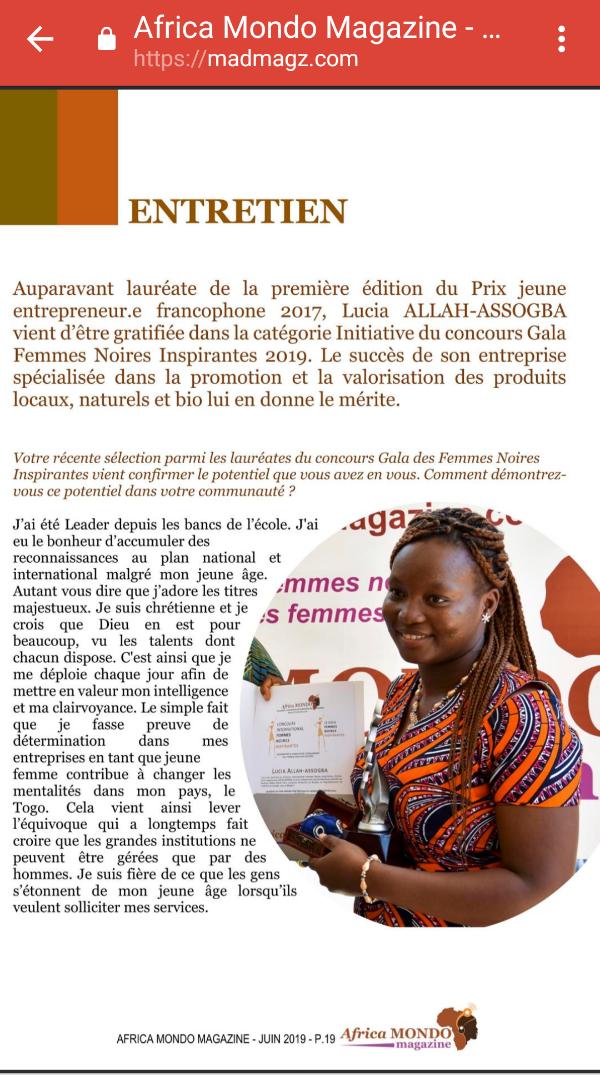 Africa Mondo Magazine - ...
https://madmagz.com
ENTRETIEN
Auparavant lauréate de la première édition du Prix jeune
entrepreneur.e francophone 2017, Lucia ALLAH-ASSOGBA
vient d'être gratifiée dans la catégorie Initiative du concours Gala
Femmes Noires Inspirantes 2019. Le succès de son entreprise
spécialisée dans la promotion et la valorisation des produits
locaux, naturels et bio lui en donne le mérite.
Votre récente sélection parmi les lauréates du concours Gala des Femmes Noires
Inspirantes vient confirmer le potentiel que vous avez en vous. Comment démontrez-
vous ce potentiel dans votre communauté ?
J'ai été Leader depuis les bancs de l'école. J'ai
eu le bonheur d'accumuler des
reconnaissances au plan national et
international malgré mon jeune âge.
Autant vous dire que j'adore les titres
majestueux. Je suis chrétienne et je
crois que Dieu en est pour
beaucoup, vu les talents dont
chacun dispose. C'est ainsi que je
me déploie chaque jour afin de
mettre en valeur mon intelligence
et ma clairvoyance. Le simple fait
que je fasse preuve de
détermination dans mes
entreprises en tant que jeune
femme contribue à changer les
mentalités dans mon pays, le
Togo. Cela vient ainsi lever
l'équivoque qui a longtemps fait
croire que les grandes institutions ne
peuvent être gérées que par des
hommes. Je suis fière de ce que les gens
s'étonnent de mon jeune âge lorsqu'ils
veulent solliciter mes services.
agazine
emmes no
s femmes
Africa MONDO
CONCOURS
INTERNATIONAL
FEMMES
NOIRES
INSPIRANTES
LE GALA
FEMMES
NOIRES
INSPIRANTES
LUCIA ALLAH-ASSOGBA
AFRICA MONDO MAGAZINE - JUIN 2019 - P.19
Africa MONDO
magazine